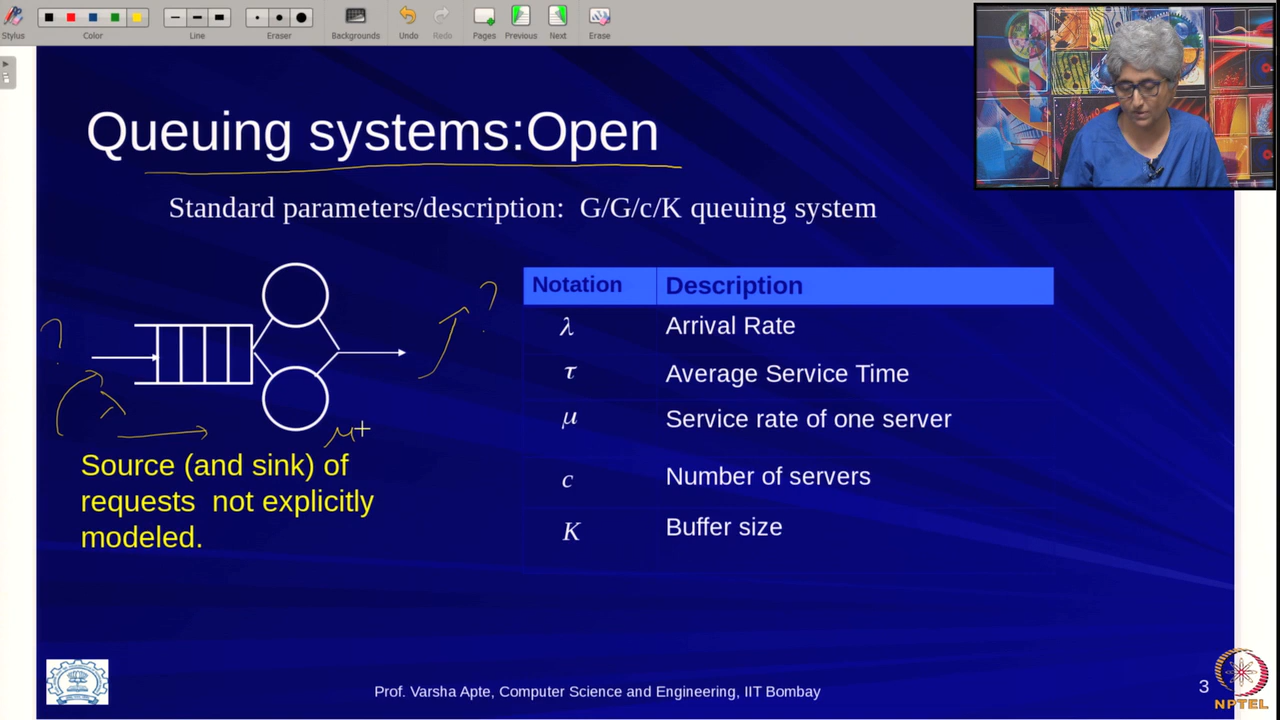 Stylus
Color
Line
Eraser
Backgrounds
Undo
Redo
Pages
Previous
Next
Erase
Queuing systems:Open
Standard parameters/description: G/G/c/K queuing system
Notation Description
λ Arrival Rate
τ Average Service Time
μ Service rate of one server
c Number of servers
K Buffer size
?
?
λ
μ
Source (and sink) of
requests not explicitly
modeled.
Prof. Varsha Apte, Computer Science and Engineering, IIT Bombay
3
NPTEL